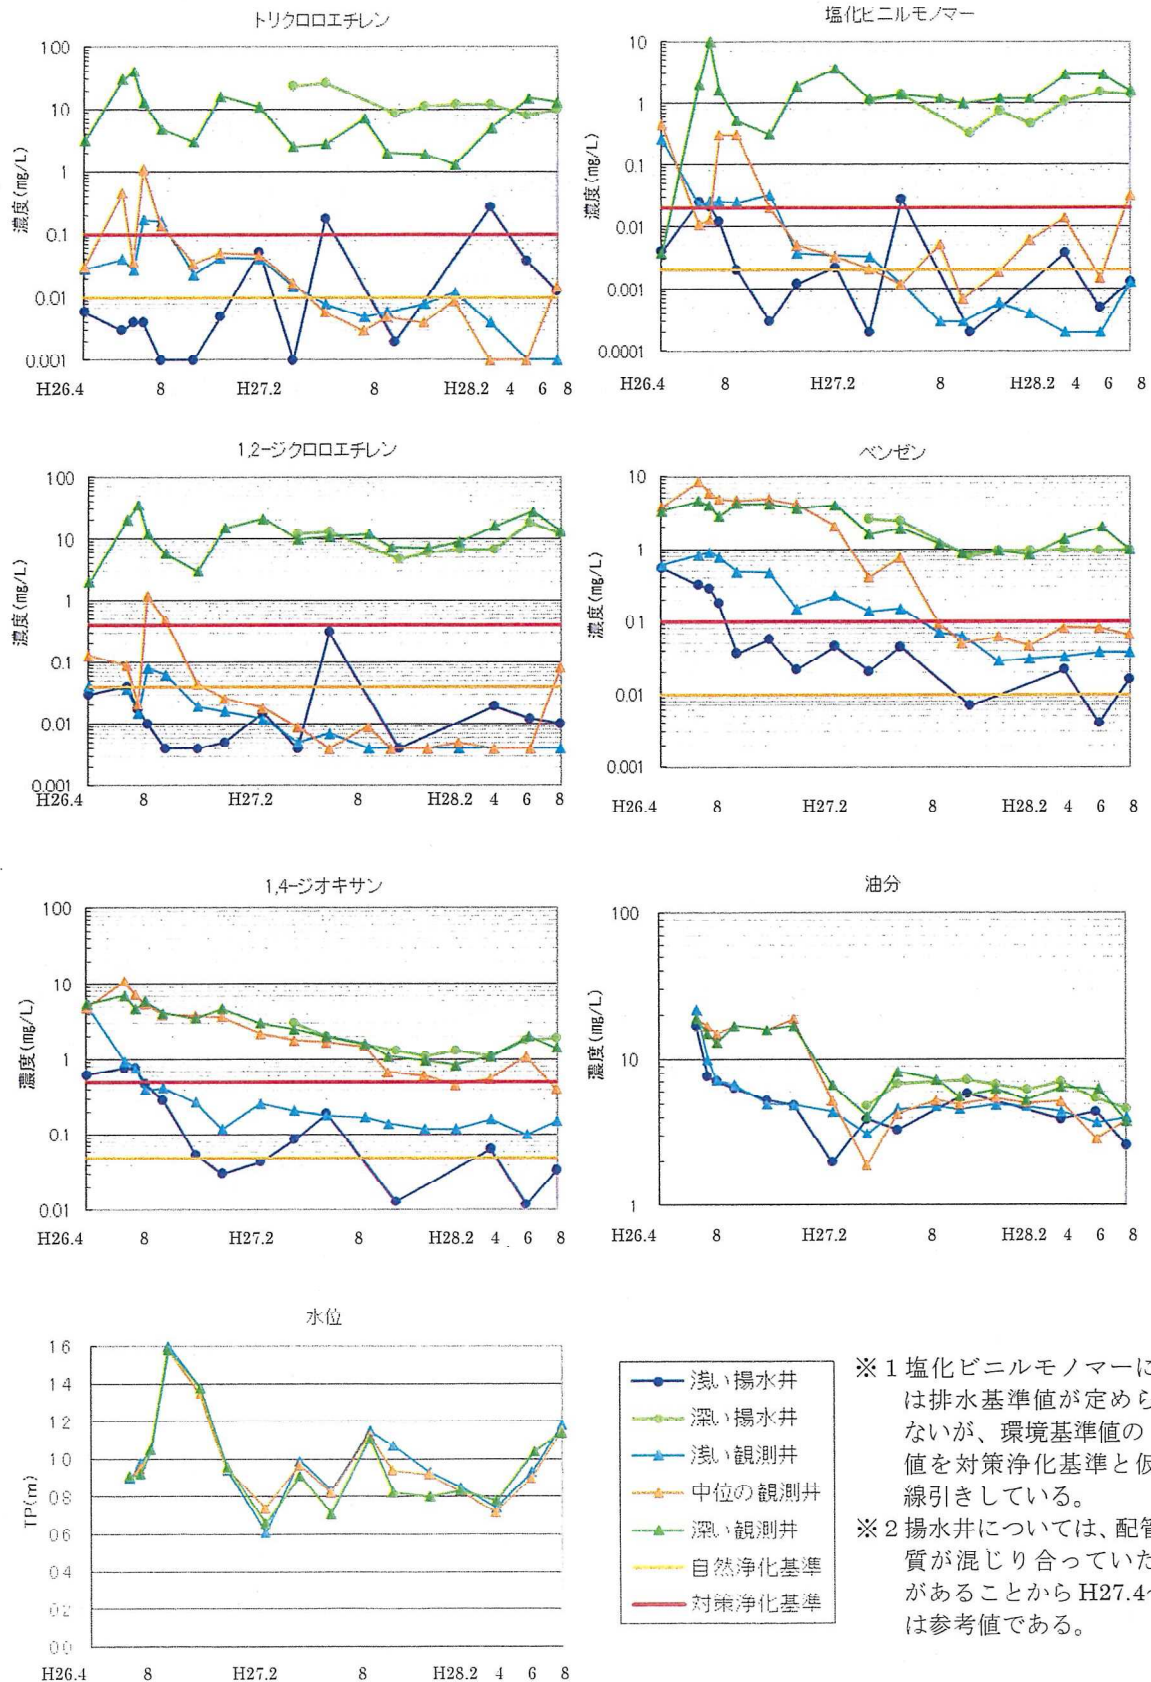 トリクロロエチレン
濃度(mg/L)
100
10
1
0.1
0.01
0.001
H26.4 8 H27.2 8 H28.2 4 6 8
塩化ビニルモノマー
濃度(mg/L)
10
1
0.1
0.01
0.001
0.0001
H26.4 8 H27.2 8 H28.2 4 6 8
1,2-ジクロロエチレン
濃度(mg/L)
100
10
1
0.1
0.01
0.001
H26.4 8 H27.2 8 H28.2 4 6 8
ベンゼン
濃度(mg/L)
10
1
0.1
0.01
0.001
H26.4 8 H27.2 8 H28.2 4 6 8
1,4-ジオキサン
濃度(mg/L)
100
10
1
0.1
0.01
H26.4 8 H27.2 8 H28.2 4 6 8
油分
濃度(mg/L)
100
10
1
H26.4 8 H27.2 8 H28.2 4 6 8
水位
TP(m)
1.6
1.4
1.2
1.0
0.8
0.6
0.4
0.2
0.0
H26.4 8 H27.2 8 H28.2 4 6 8
浅い揚水井
深い揚水井
浅い観測井
中位の観測井
深い観測井
自然浄化基準
対策浄化基準
※1塩化ビニルモノマーに
は排水基準値が定めら
ないが、環境基準値の
値を対策浄化基準と仮
線引きしている。
※2揚水井については、配管
質が混じり合っていた
があることからH27.4~
は参考値である。